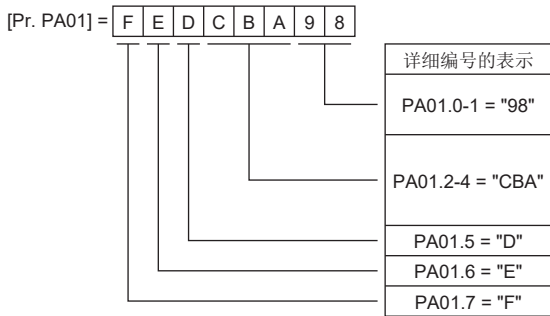 [Pr. PA01] = F E D C B A 9 8
详细编号的表示
PA01.0-1 = "98"
PA01.2-4 = "CBA"
PA01.5 = "D"
PA01.6 = "E"
PA01.7 = "F"